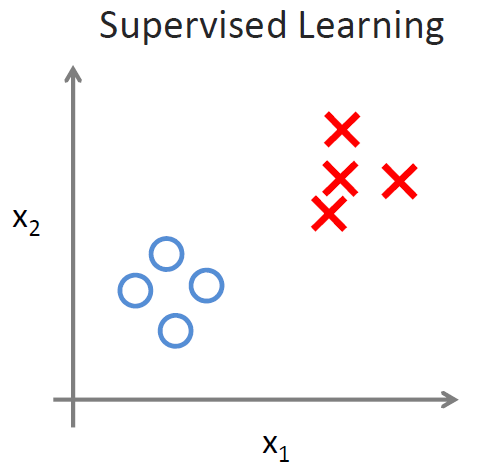 Supervised Learning
x₂
x₁